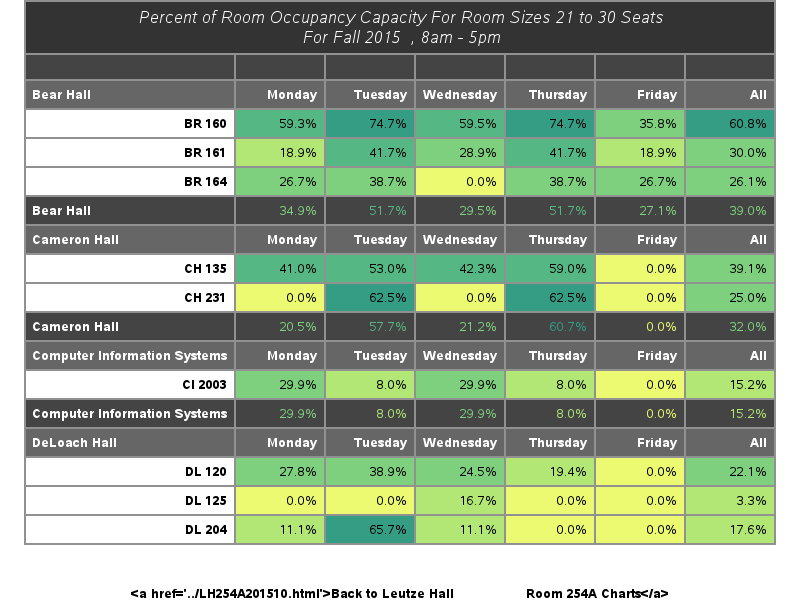 Percent of Room Occupancy Capacity For Room Sizes 21 to 30 Seats
For Fall 2015 , 8am - 5pm
Bear Hall Monday Tuesday Wednesday Thursday Friday All
BR 160 59.3% 74.7% 59.5% 74.7% 35.8% 60.8%
BR 161 18.9% 41.7% 28.9% 41.7% 18.9% 30.0%
BR 164 26.7% 38.7% 0.0% 38.7% 26.7% 26.1%
Bear Hall 34.9% 51.7% 29.5% 51.7% 27.1% 39.0%
Cameron Hall Monday Tuesday Wednesday Thursday Friday All
CH 135 41.0% 53.0% 42.3% 59.0% 0.0% 39.1%
CH 231 0.0% 62.5% 0.0% 62.5% 0.0% 25.0%
Cameron Hall 20.5% 57.7% 21.2% 60.7% 0.0% 32.0%
Computer Information Systems Monday Tuesday Wednesday Thursday Friday All
CI 2003 29.9% 8.0% 29.9% 8.0% 0.0% 15.2%
Computer Information Systems 29.9% 8.0% 29.9% 8.0% 0.0% 15.2%
DeLoach Hall Monday Tuesday Wednesday Thursday Friday All
DL 120 27.8% 38.9% 24.5% 19.4% 0.0% 22.1%
DL 125 0.0% 0.0% 16.7% 0.0% 0.0% 3.3%
DL 204 11.1% 65.7% 11.1% 0.0% 0.0% 17.6%
<a href='../LH254A201510.html'>Back to Leutze Hall Room 254A Charts</a>